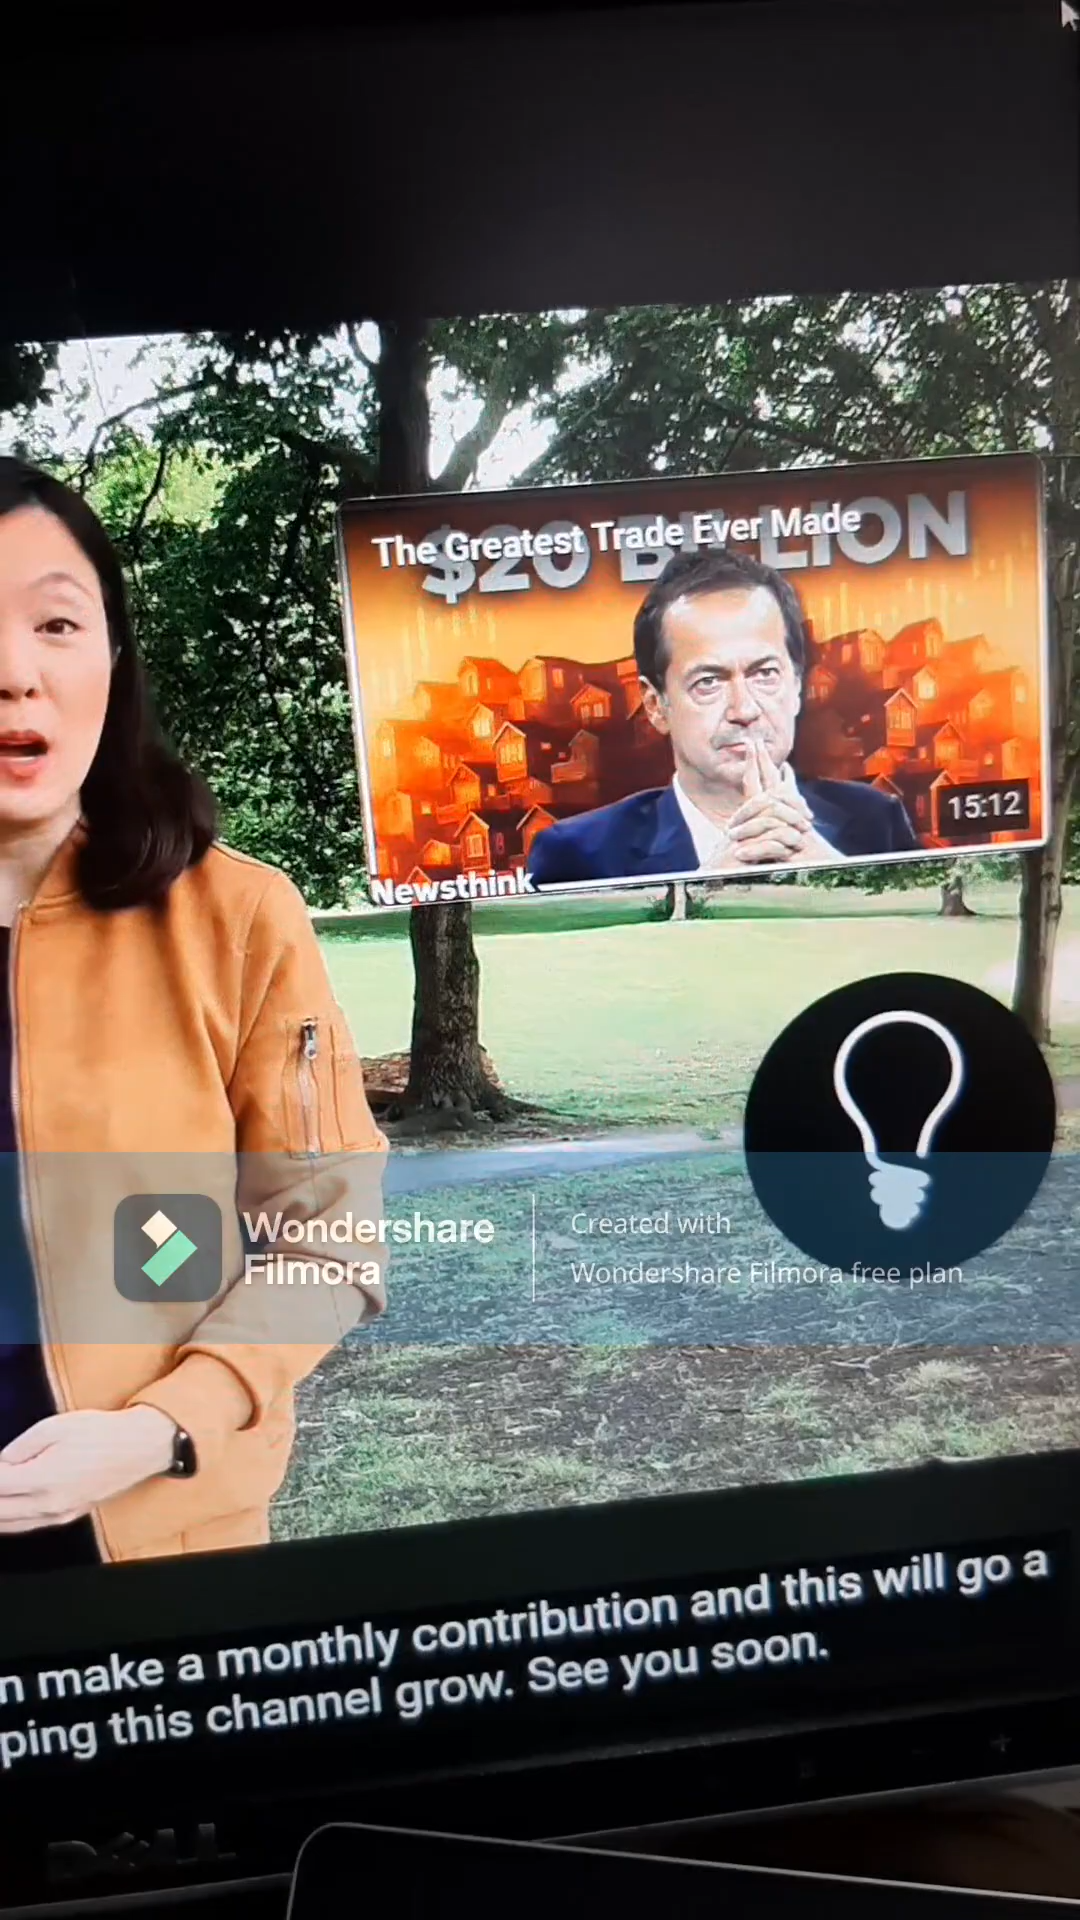 $20 BILLION
The Greatest Trade Ever Made
15:12
Newsthink
Wondershare
Filmora
Created with
Wondershare Filmora free plan
make a monthly contribution and this will go a
this channel grow. See you soon.
DELL